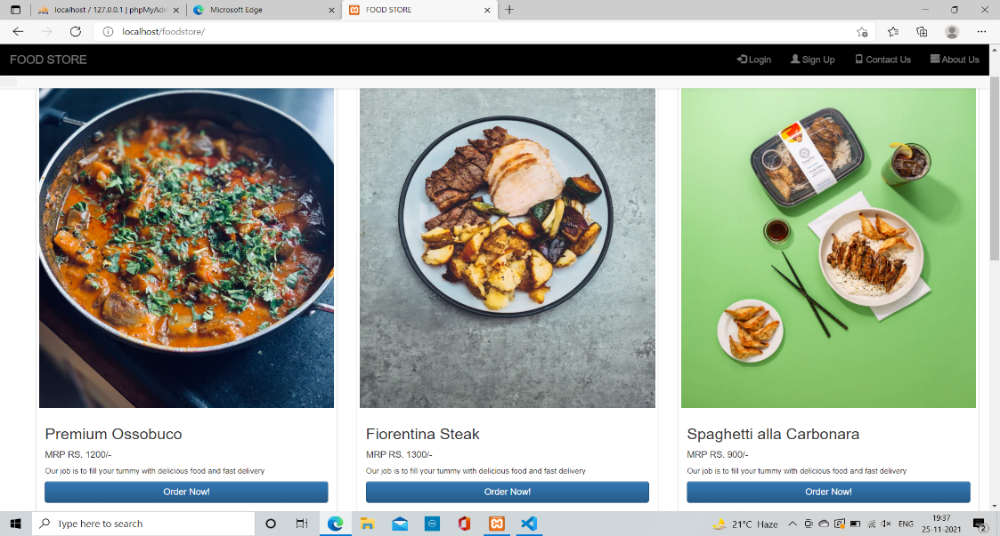 localhost / 127.0.0.1 | phpMyAdm
Microsoft Edge
FOOD STORE
localhost/foodstore/
FOOD STORE
Login
Sign Up
Contact Us
About Us
Premium Ossobuco
MRP RS. 1200/-
Our job is to fill your tummy with delicious food and fast delivery
Order Now!
Fiorentina Steak
MRP RS. 1300/-
Our job is to fill your tummy with delicious food and fast delivery
Order Now!
Spaghetti alla Carbonara
MRP RS. 900/-
Our job is to fill your tummy with delicious food and fast delivery
Order Now!
Type here to search
21°C Haze
ENG
19:37
25-11-2021
2